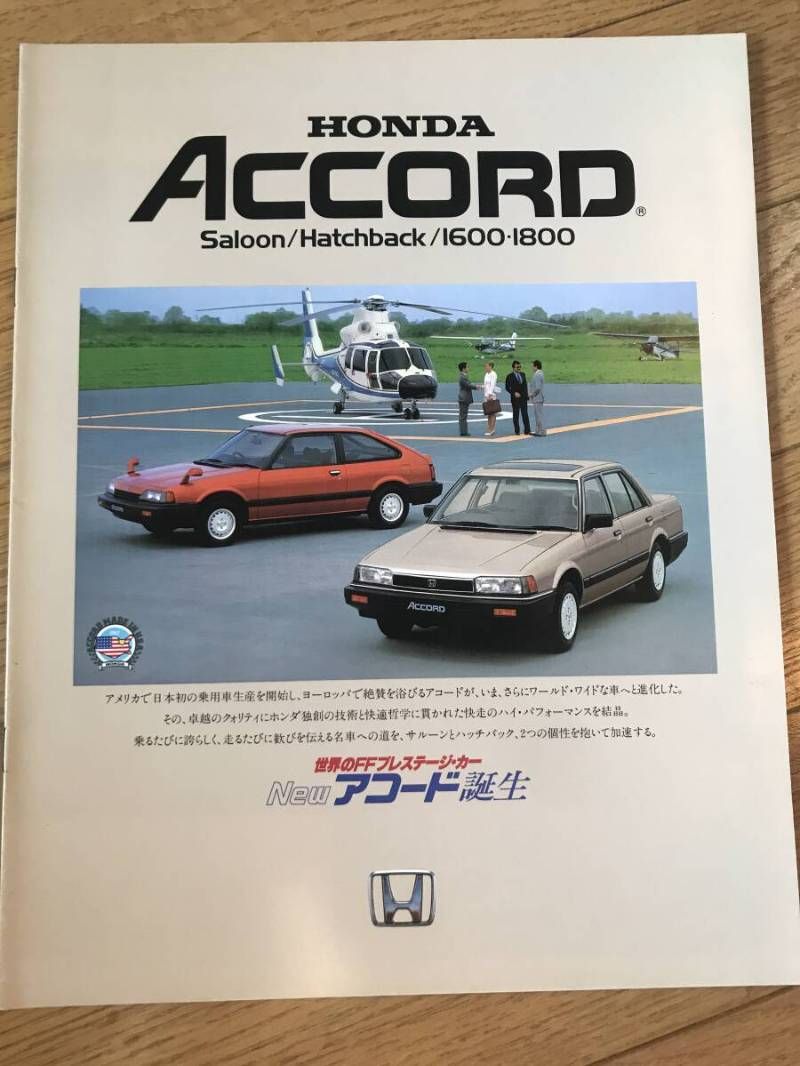 HONDA
ACCORD®
Saloon/Hatchback/1600·1800
ACCORD MADE IN U.S.A.
ACCORD
アメリカで日本初の乗用車生産を開始し、ヨーロッパで絶賛を浴びるアコードが、いま、さらにワールド・ワイドな車へと進化した。
その、卓越のクォリティにホンダ独創の技術と快適哲学に貫かれた快走のハイ・パフォーマンスを結晶。
乗るたびに誇らしく、走るたびに歓びを伝える名車への道を、サルーンとハッチバック、2つの個性を抱いて加速する。
世界のFFプレステージ・カー
New アコード誕生